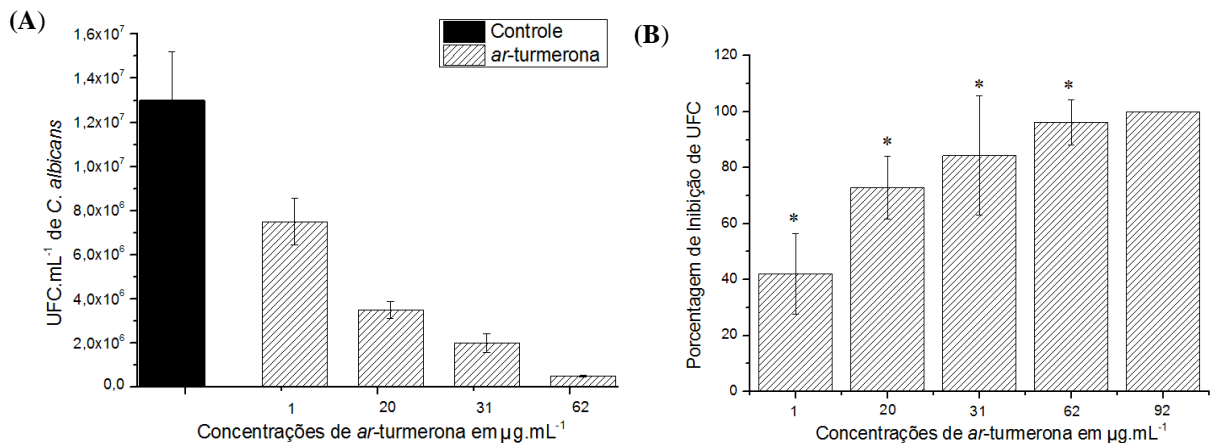 (A)
Controle
ar-turmerona
UFC.mL⁻¹ de C. albicans
1,6x10⁷
1,4x10⁷
1,2x10⁷
1,0x10⁷
8,0x10⁶
6,0x10⁶
4,0x10⁶
2,0x10⁶
0,0
1 20 31 62
Concentrações de ar-turmerona em µg.mL⁻¹
(B)
Porcentagem de Inibição de UFC
120
100
80
60
40
20
0
* * * *
1 20 31 62 92
Concentrações de ar-turmerona em µg.mL⁻¹